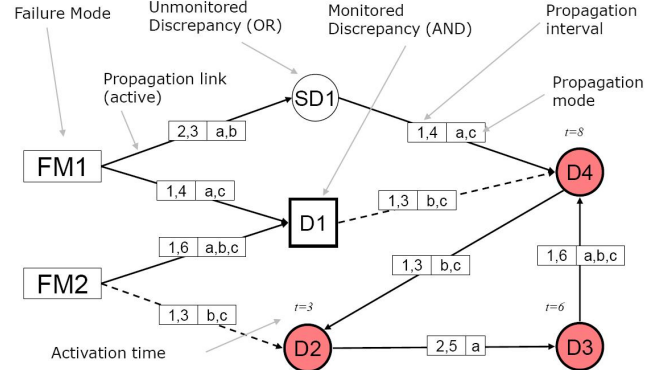 Failure Mode
Unmonitored
Discrepancy (OR)
Monitored
Discrepancy (AND)
Propagation
interval
Propagation link
(active)
Propagation
mode
SD1
2,3 a,b
1,4 a,c
t=8
FM1
D4
1,4 a,c
1,3 b,c
D1
1,6 a,b,c
1,3 b,c
1,6 a,b,c
FM2
1,3 b,c
t=3
t=6
Activation time
D2
2,5 a
D3